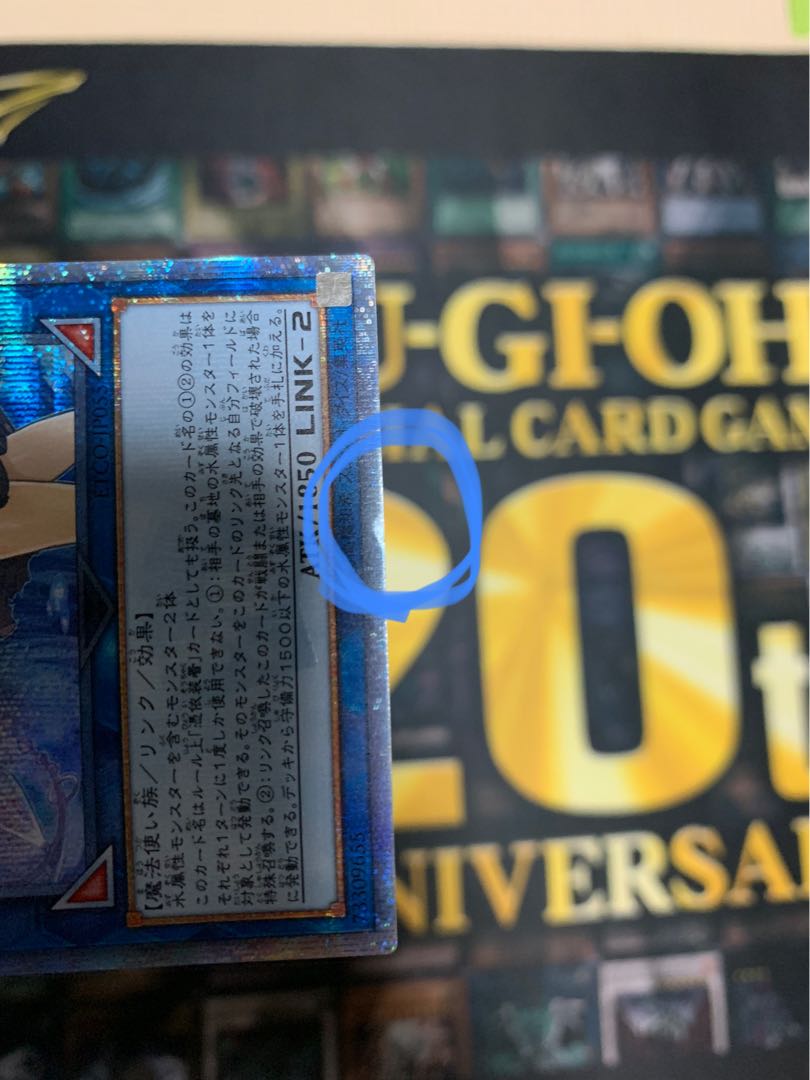 ETCO-JP055
【魔法使い族/リンク/効果】
水属性モンスターを含むモンスター2体
このカード名はルール上「憑依装着」カードとしても扱う。このカード名の①②の効果は
それぞれ1ターンに1度しか使用できない。①:相手の墓地の水属性モンスター1体を
対象として発動できる。そのモンスターをこのカードのリンク先となる自分フィールドに
特殊召喚する。②:リンク召喚したこのカードが戦闘または相手の効果で破壊された場合
に発動できる。デッキから守備力1500以下の水属性モンスター1体を手札に加える。
ATK/1850 LINK-2
73309655
U-GI-OH
AL CARD GAM
20t
NIVERSA